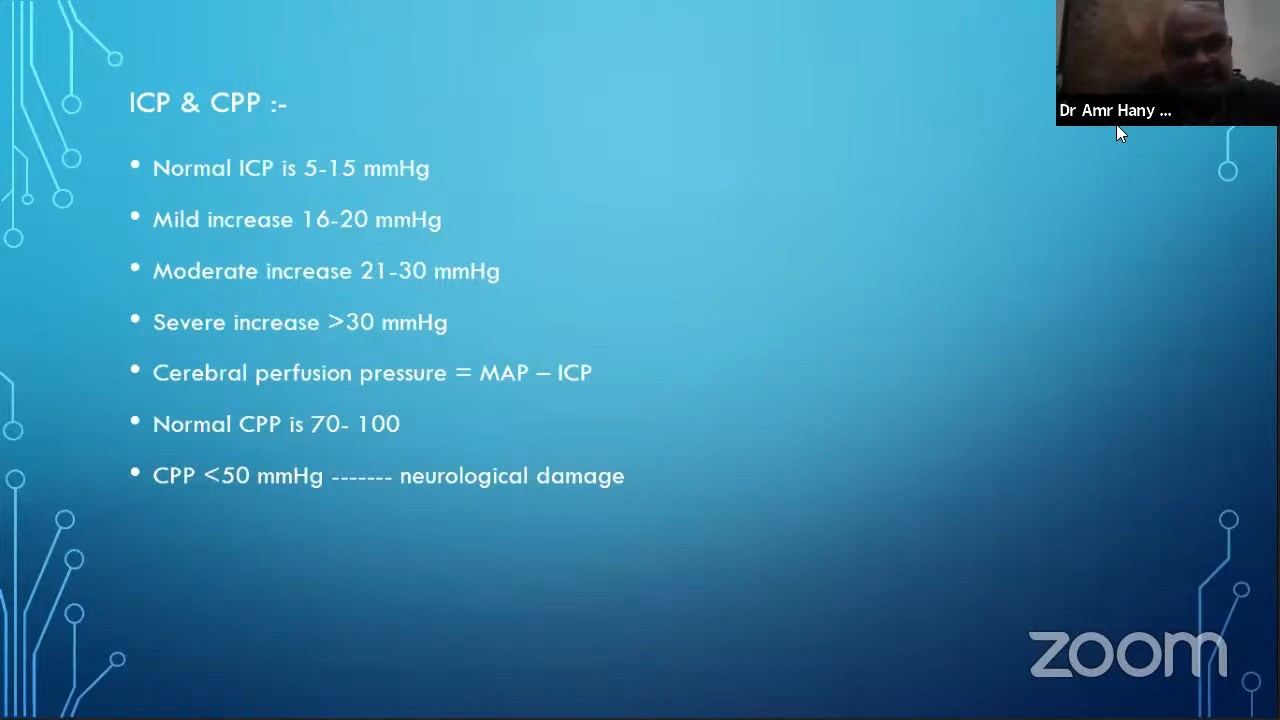 Dr Amr Hany ...
ICP & CPP :-
• Normal ICP is 5-15 mmHg
• Mild increase 16-20 mmHg
• Moderate increase 21-30 mmHg
• Severe increase >30 mmHg
• Cerebral perfusion pressure = MAP – ICP
• Normal CPP is 70- 100
• CPP <50 mmHg ------- neurological damage
zoom